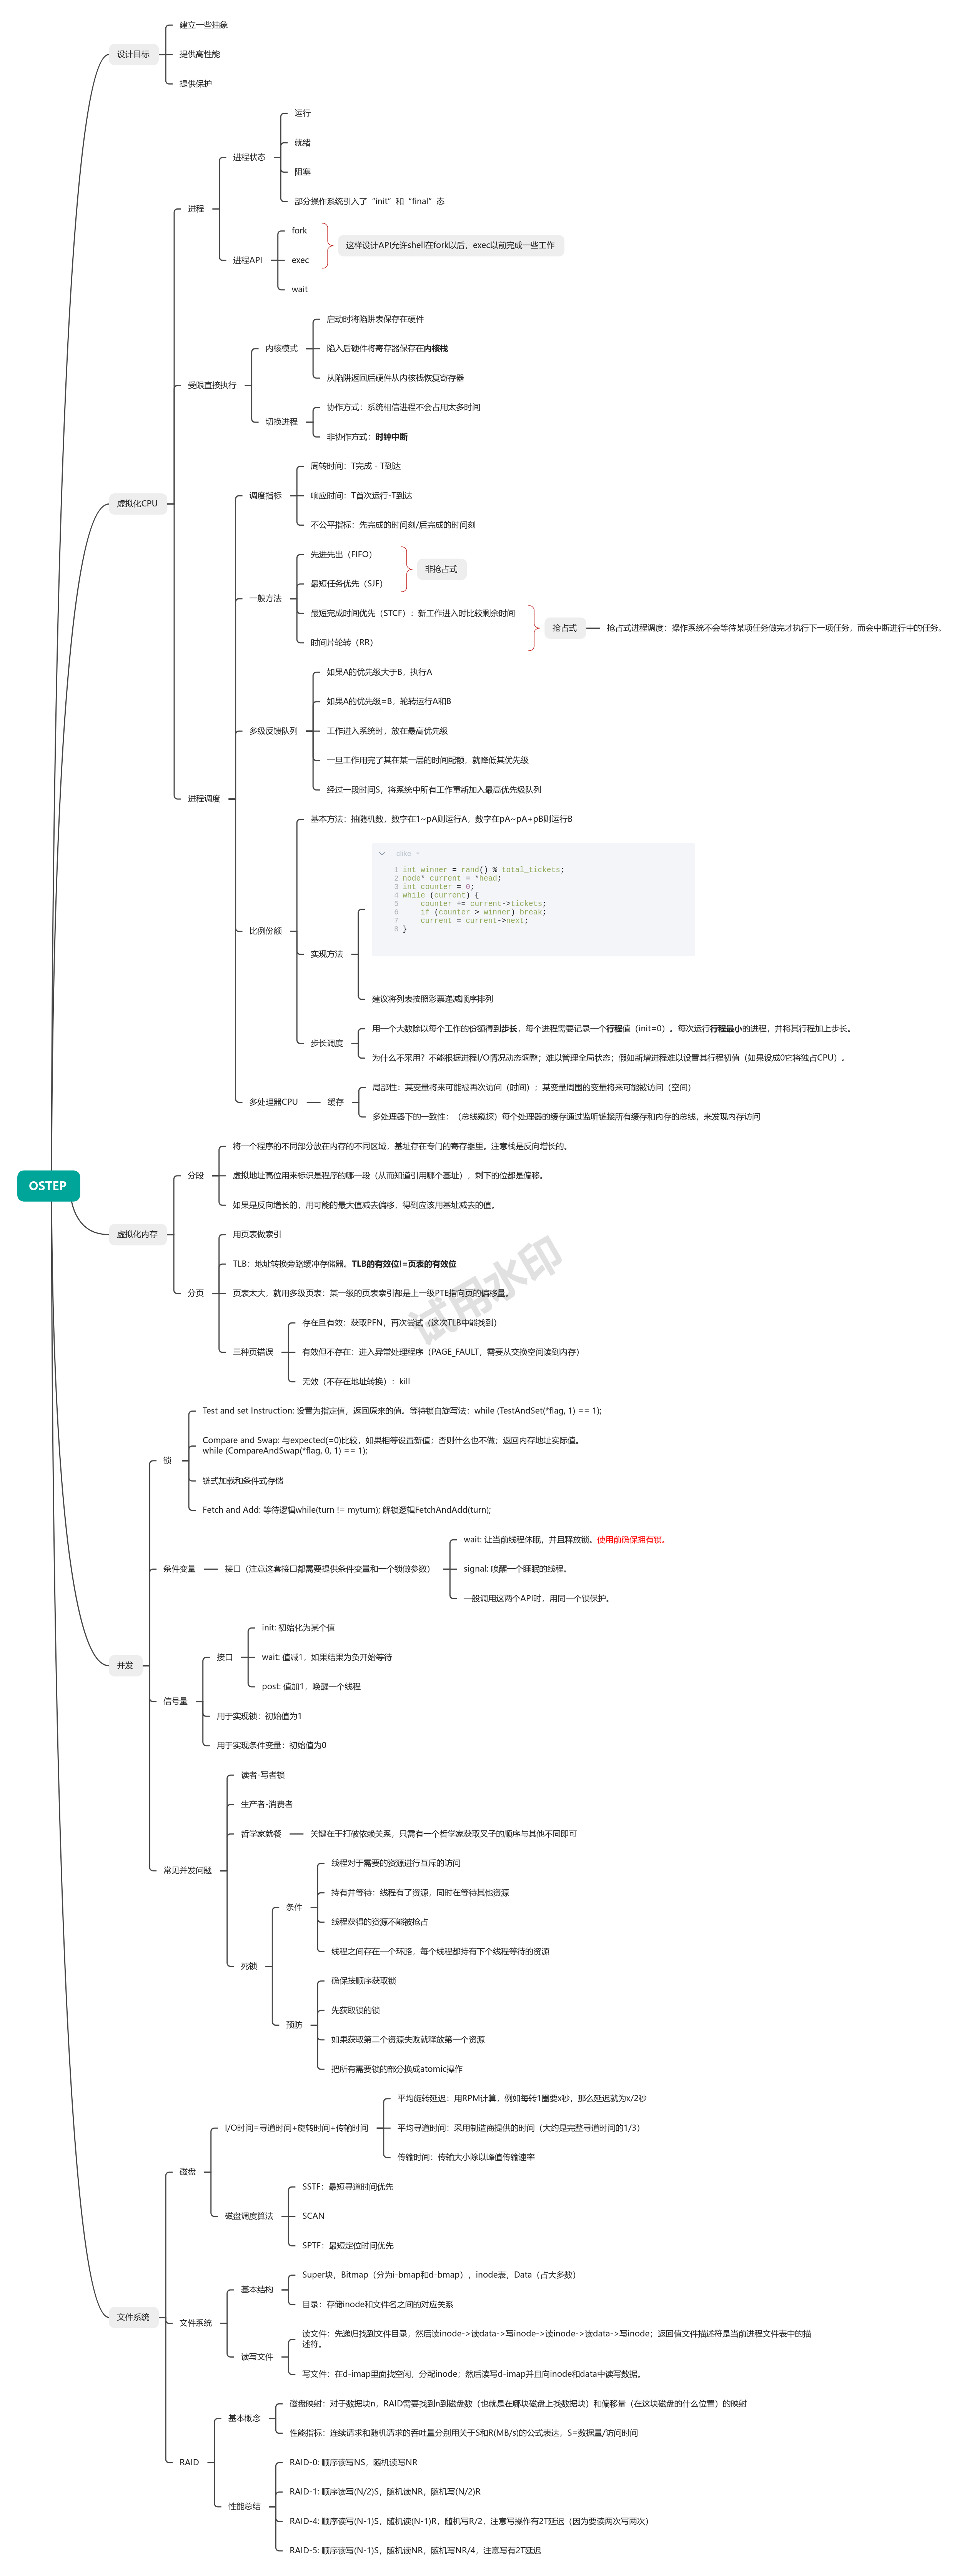 建立一些抽象
设计目标
提供高性能
提供保护
运行
就绪
进程状态
阻塞
部分操作系统引入了“init”和“final”态
进程
fork
进程API
exec
这样设计API允许shell在fork以后，exec以前完成一些工作
wait
启动时将陷阱表保存在硬件
内核模式
陷入后硬件将寄存器保存在内核栈
从陷阱返回后硬件从内核栈恢复寄存器
受限直接执行
协作方式：系统相信进程不会占用太多时间
切换进程
非协作方式：时钟中断
虚拟化CPU
周转时间：T完成 - T到达
调度指标
响应时间：T首次运行-T到达
不公平指标：先完成的时间刻/后完成的时间刻
先进先出（FIFO）
非抢占式
最短任务优先（SJF）
一般方法
最短完成时间优先（STCF）：新工作进入时比较剩余时间
抢占式
抢占式进程调度：操作系统不会等待某项任务做完才执行下一项任务，而会中断进行中的任务。
时间片轮转（RR）
如果A的优先级大于B，执行A
如果A的优先级=B，轮转运行A和B
多级反馈队列
工作进入系统时，放在最高优先级
一旦工作用完了其在某一层的时间配额，就降低其优先级
经过一段时间S，将系统中所有工作重新加入最高优先级队列
进程调度
基本方法：抽随机数，数字在1~pA则运行A，数字在pA~pA+pB则运行B
clike
1 int winner = rand() % total_tickets;
2 node* current = *head;
3 int counter = 0;
4 while (current) {
5     counter += current->tickets;
6     if (counter > winner) break;
7     current = current->next;
8 }
比例份额
实现方法
建议将列表按照彩票递减顺序排列
用一个大数除以每个工作的份额得到步长，每个进程需要记录一个行程值（init=0）。每次运行行程最小的进程，并将其行程加上步长。
步长调度
为什么不采用？不能根据进程I/O情况动态调整；难以管理全局状态；假如新增进程难以设置其行程初值（如果设成0它将独占CPU）。
局部性：某变量将来可能被再次访问（时间）；某变量周围的变量将来可能被访问（空间）
多处理器CPU
缓存
多处理器下的一致性：（总线窥探）每个处理器的缓存通过监听链接所有缓存和内存的总线，来发现内存访问
OSTEP
将一个程序的不同部分放在内存的不同区域，基址存在专门的寄存器里。注意栈是反向增长的。
分段
虚拟地址高位用来标识是程序的哪一段（从而知道引用哪个基址），剩下的位都是偏移。
如果是反向增长的，用可能的最大值减去偏移，得到应该用基址减去的值。
虚拟化内存
用页表做索引
TLB：地址转换旁路缓冲存储器。TLB的有效位!=页表的有效位
分页
页表太大，就用多级页表：某一级的页表索引都是上一级PTE指向页的偏移量。
试用水印
存在且有效：获取PFN，再次尝试（这次TLB中能找到）
三种页错误
有效但不存在：进入异常处理程序（PAGE_FAULT，需要从交换空间读到内存）
无效（不存在地址转换）：kill
Test and set Instruction: 设置为指定值，返回原来的值。等待锁自旋写法：while (TestAndSet(*flag, 1) == 1);
Compare and Swap: 与expected(=0)比较，如果相等设置新值；否则什么也不做；返回内存地址实际值。
while (CompareAndSwap(*flag, 0, 1) == 1);
锁
链式加载和条件式存储
Fetch and Add: 等待逻辑while(turn != myturn); 解锁逻辑FetchAndAdd(turn);
wait: 让当前线程休眠，并且释放锁。使用前确保拥有锁。
条件变量
接口（注意这套接口都需要提供条件变量和一个锁做参数）
signal: 唤醒一个睡眠的线程。
一般调用这两个API时，用同一个锁保护。
并发
init: 初始化为某个值
接口
wait: 值减1，如果结果为负开始等待
post: 值加1，唤醒一个线程
信号量
用于实现锁：初始值为1
用于实现条件变量：初始值为0
读者-写者锁
生产者-消费者
哲学家就餐
关键在于打破依赖关系，只需有一个哲学家获取叉子的顺序与其他不同即可
常见并发问题
线程对于需要的资源进行互斥的访问
持有并等待：线程有了资源，同时在等待其他资源
条件
线程获得的资源不能被抢占
线程之间存在一个环路，每个线程都持有下个线程等待的资源
死锁
确保按顺序获取锁
先获取锁的锁
预防
如果获取第二个资源失败就释放第一个资源
把所有需要锁的部分换成atomic操作
平均旋转延迟：用RPM计算，例如每转1圈要x秒，那么延迟就为x/2秒
I/O时间=寻道时间+旋转时间+传输时间
平均寻道时间：采用制造商提供的时间（大约是完整寻道时间的1/3）
传输时间：传输大小除以峰值传输速率
磁盘
SSTF：最短寻道时间优先
磁盘调度算法
SCAN
SPTF：最短定位时间优先
Super块，Bitmap（分为i-bmap和d-bmap），inode表，Data（占大多数）
基本结构
目录：存储inode和文件名之间的对应关系
文件系统
文件系统
读文件：先递归找到文件目录，然后读inode->读data->写inode->读inode->读data->写inode；返回值文件描述符是当前进程文件表中的描
述符。
读写文件
写文件：在d-imap里面找空闲，分配inode；然后读写d-imap并且向inode和data中读写数据。
磁盘映射：对于数据块n，RAID需要找到n到磁盘数（也就是在哪块磁盘上找数据块）和偏移量（在这块磁盘的什么位置）的映射
基本概念
性能指标：连续请求和随机请求的吞吐量分别用关于S和R(MB/s)的公式表达，S=数据量/访问时间
RAID
RAID-0: 顺序读写NS，随机读写NR
RAID-1: 顺序读写(N/2)S，随机读NR，随机写(N/2)R
性能总结
RAID-4: 顺序读写(N-1)S，随机读(N-1)R，随机写R/2，注意写操作有2T延迟（因为要读两次写两次）
RAID-5: 顺序读写(N-1)S，随机读NR，随机写NR/4，注意写有2T延迟